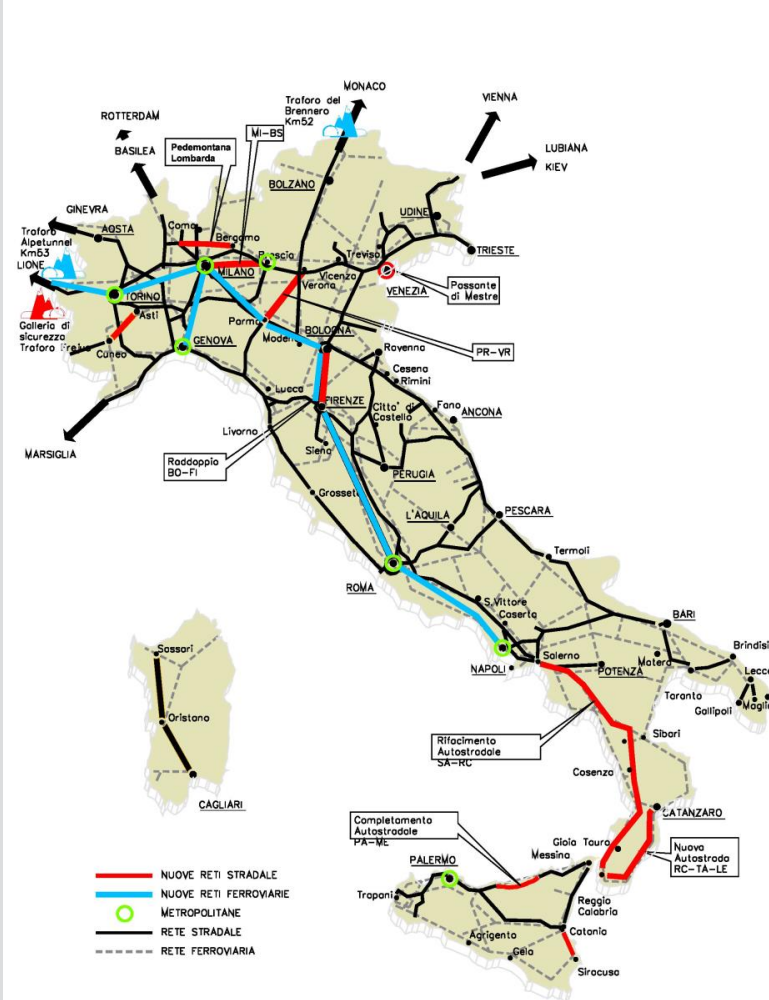 MONACO
Traforo del
Brennero
Km52
VIENNA
ROTTERDAM
MI-BS
BASILEA
Pedemontana
Lombarda
LUBIANA
KIEV
BOLZANO
GINEVRA
UDINE
AOSTA
Como
Bergamo
Traforo
Alpetunnel
Km53
LIONE
Treviso
TRIESTE
Brescia
MILANO
Vicenza
Verona
VENEZIA
Passante
di Mestre
TORINO
Asti
Parma
BOLOGNA
Galleria di
sicurezza
Traforo
Cuneo
GENOVA
Ravenna
PR-VR
Cesena
Rimini
Lucca
FIRENZE
Citta' di
Castello
Fano
ANCONA
Livorno
MARSIGLIA
Siena
Raddoppio
BO-FI
PERUGIA
L'AQUILA
PESCARA
Termoli
ROMA
S.Vittore
Caserta
BARI
Brindisi
Salerno
NAPOLI
POTENZA
Matera
Taranto
Gallipoli
Sassari
Oristano
Rifacimento
Autostradale
SA-RC
Sibari
Cosenza
CAGLIARI
CATANZARO
Completamento
Autostradale
PA-ME
Gioia Tauro
Messina
Nuova
Autostrada
RC-TA-LE
PALERMO
Trapani
Reggio
Calabria
Catania
Agrigento
Gela
Siracusa
NUOVE RETI STRADALE
NUOVE RETI FERROVIARIE
METROPOLITANE
RETE STRADALE
RETE FERROVIARIA